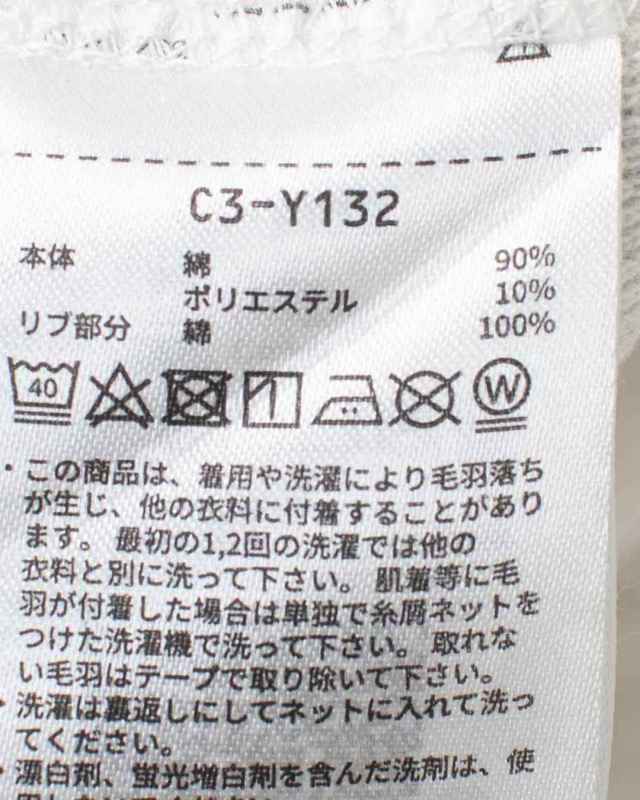 C3-Y132
本体 綿 90%
ポリエステル 10%
リブ部分 綿 100%
40 W
・この商品は、着用や洗濯により毛羽落ち
が生じ、他の衣料に付着することがあり
ます。最初の1,2回の洗濯では他の
衣料と別に洗って下さい。肌着等に毛
羽が付着した場合は単独で糸屑ネットを
つけた洗濯機で洗って下さい。取れな
い毛羽はテープで取り除いて下さい。
・洗濯は裏返しにしてネットに入れて洗っ
てください。
・漂白剤、蛍光増白剤を含んだ洗剤は、使